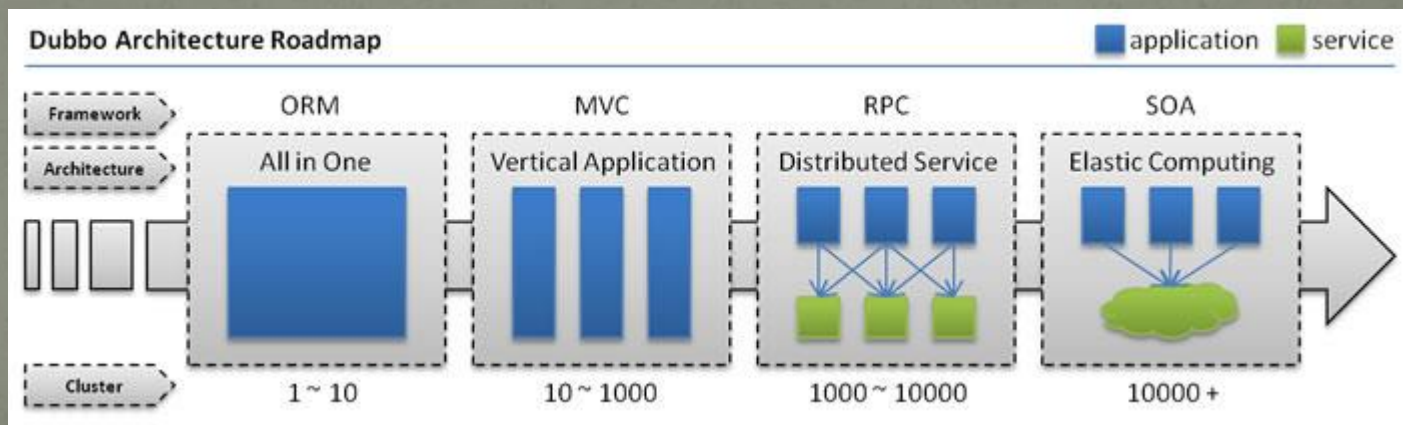 Dubbo Architecture Roadmap
application service
Framework
ORM MVC RPC SOA
Architecture
All in One Vertical Application Distributed Service Elastic Computing
Cluster
1 ~ 10 10 ~ 1000 1000 ~ 10000 10000 +